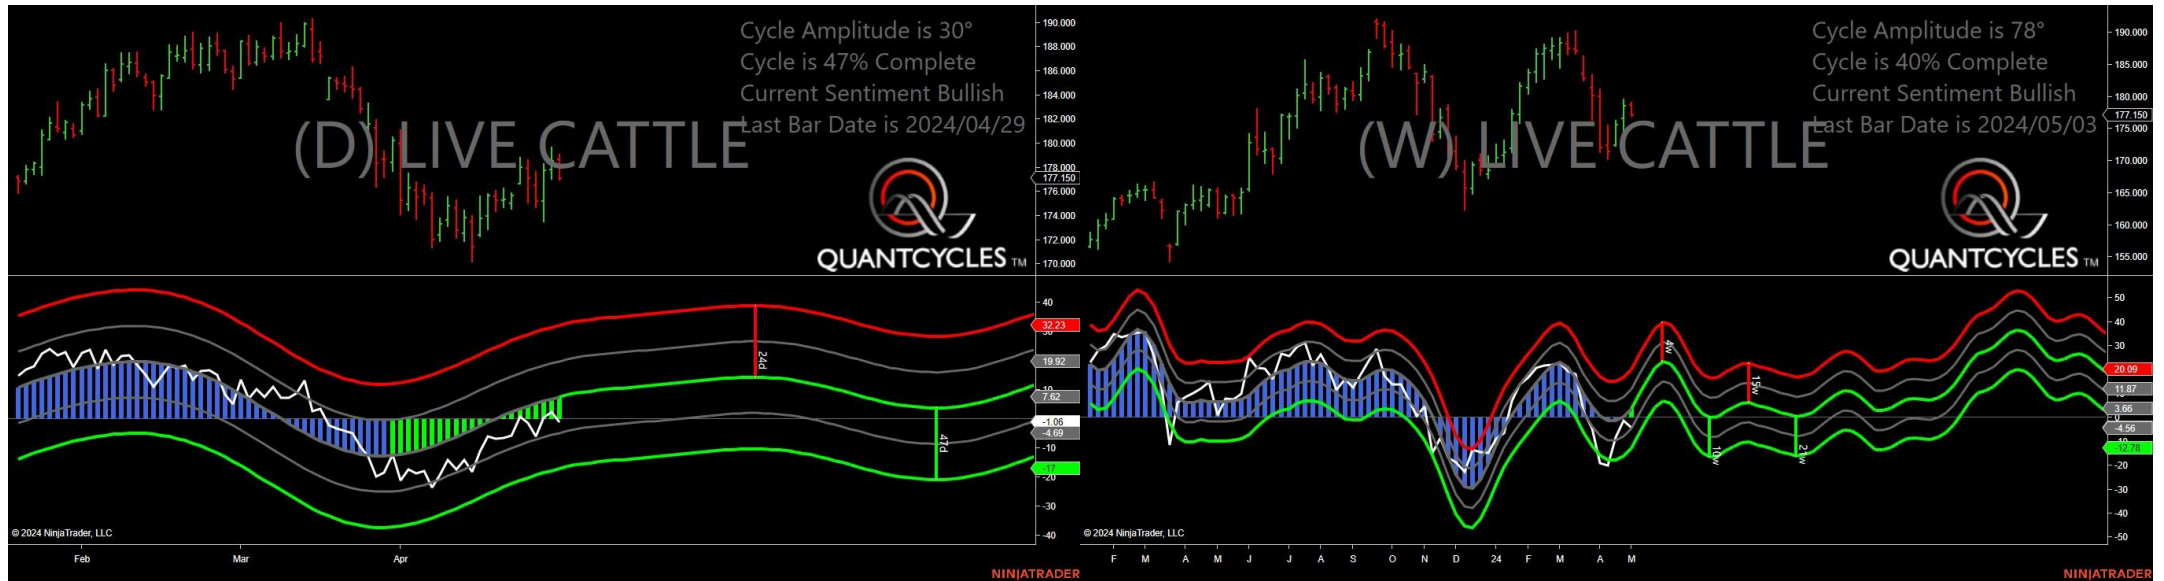 Cycle Amplitude is 30°
Cycle is 47% Complete
Current Sentiment Bullish
Last Bar Date is 2024/04/29
(D) LIVE CATTLE
QUANTCYCLES TM
190.000
188.000
186.000
184.000
182.000
180.000
178.000
177.150
176.000
174.000
172.000
170.000
24d
47d
40
32.23
19.92
10
7.62
-1.06
-4.69
-10
-17
-20
-30
-40
© 2024 NinjaTrader, LLC
Feb Mar Apr
NINJATRADER
Cycle Amplitude is 78°
Cycle is 40% Complete
Current Sentiment Bullish
Last Bar Date is 2024/05/03
(W) LIVE CATTLE
QUANTCYCLES TM
190.000
185.000
180.000
177.150
175.000
170.000
165.000
160.000
155.000
4w
15w
10w
21w
50
40
30
20.09
11.87
3.66
0
-4.56
-12.78
-20
-30
-40
-50
© 2024 NinjaTrader, LLC
F M A M J J A S O N D 24 F M A M
NINJATRADER